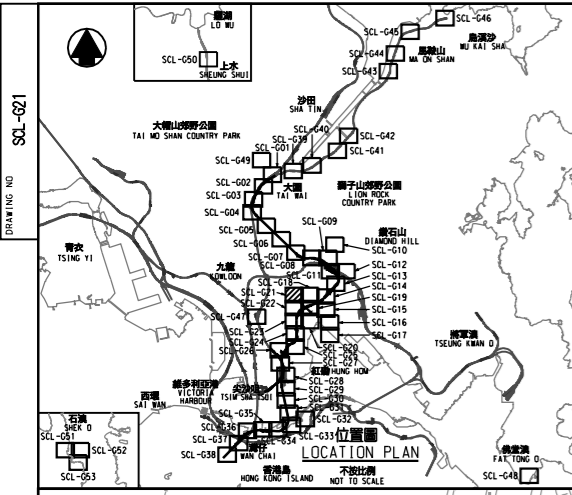 DRAWING NO
SCL-G21
羅湖
LO WU
SCL-G50
上水
SHEUNG SHUI
SCL-G46
SCL-G45
烏溪沙
WU KAI SHA
SCL-G44
馬鞍山
MA ON SHAN
SCL-G43
沙田
SHA TIN
大帽山郊野公園
TAI MO SHAN COUNTRY PARK
SCL-G40
SCL-G39
SCL-G42
SCL-G01
SCL-G41
SCL-G49
SCL-G02
大圍
TAI WAI
獅子山郊野公園
LION ROCK
COUNTRY PARK
SCL-G03
SCL-G04
SCL-G05
SCL-G06
SCL-G07
SCL-G08
SCL-G09
鑽石山
DIAMOND HILL
SCL-G10
SCL-G11
SCL-G12
SCL-G13
SCL-G14
SCL-G18
SCL-G19
SCL-G21
SCL-G22
SCL-G15
SCL-G16
SCL-G17
青衣
TSING YI
九龍
KOWLOON
SCL-G47
SCL-G23
SCL-G24
SCL-G26
SCL-G20
SCL-G25
SCL-G27
將軍澳
TSEUNG KWAN O
紅磡
HUNG HOM
SCL-G28
SCL-G29
SCL-G30
SCL-G31
SCL-G32
SCL-G33
SCL-G34
SCL-G35
SCL-G36
SCL-G37
SCL-G38
西環
SAI WAN
維多利亞港
VICTORIA
HARBOUR
尖沙咀
TSIM SHA TSUI
灣仔
WAN CHAI
香港島
HONG KONG ISLAND
位置圖
LOCATION PLAN
不按比例
NOT TO SCALE
石澳
SHEK O
SCL-G51
SCL-G52
SCL-G53
佛堂澳
FAT TONG O
SCL-G48